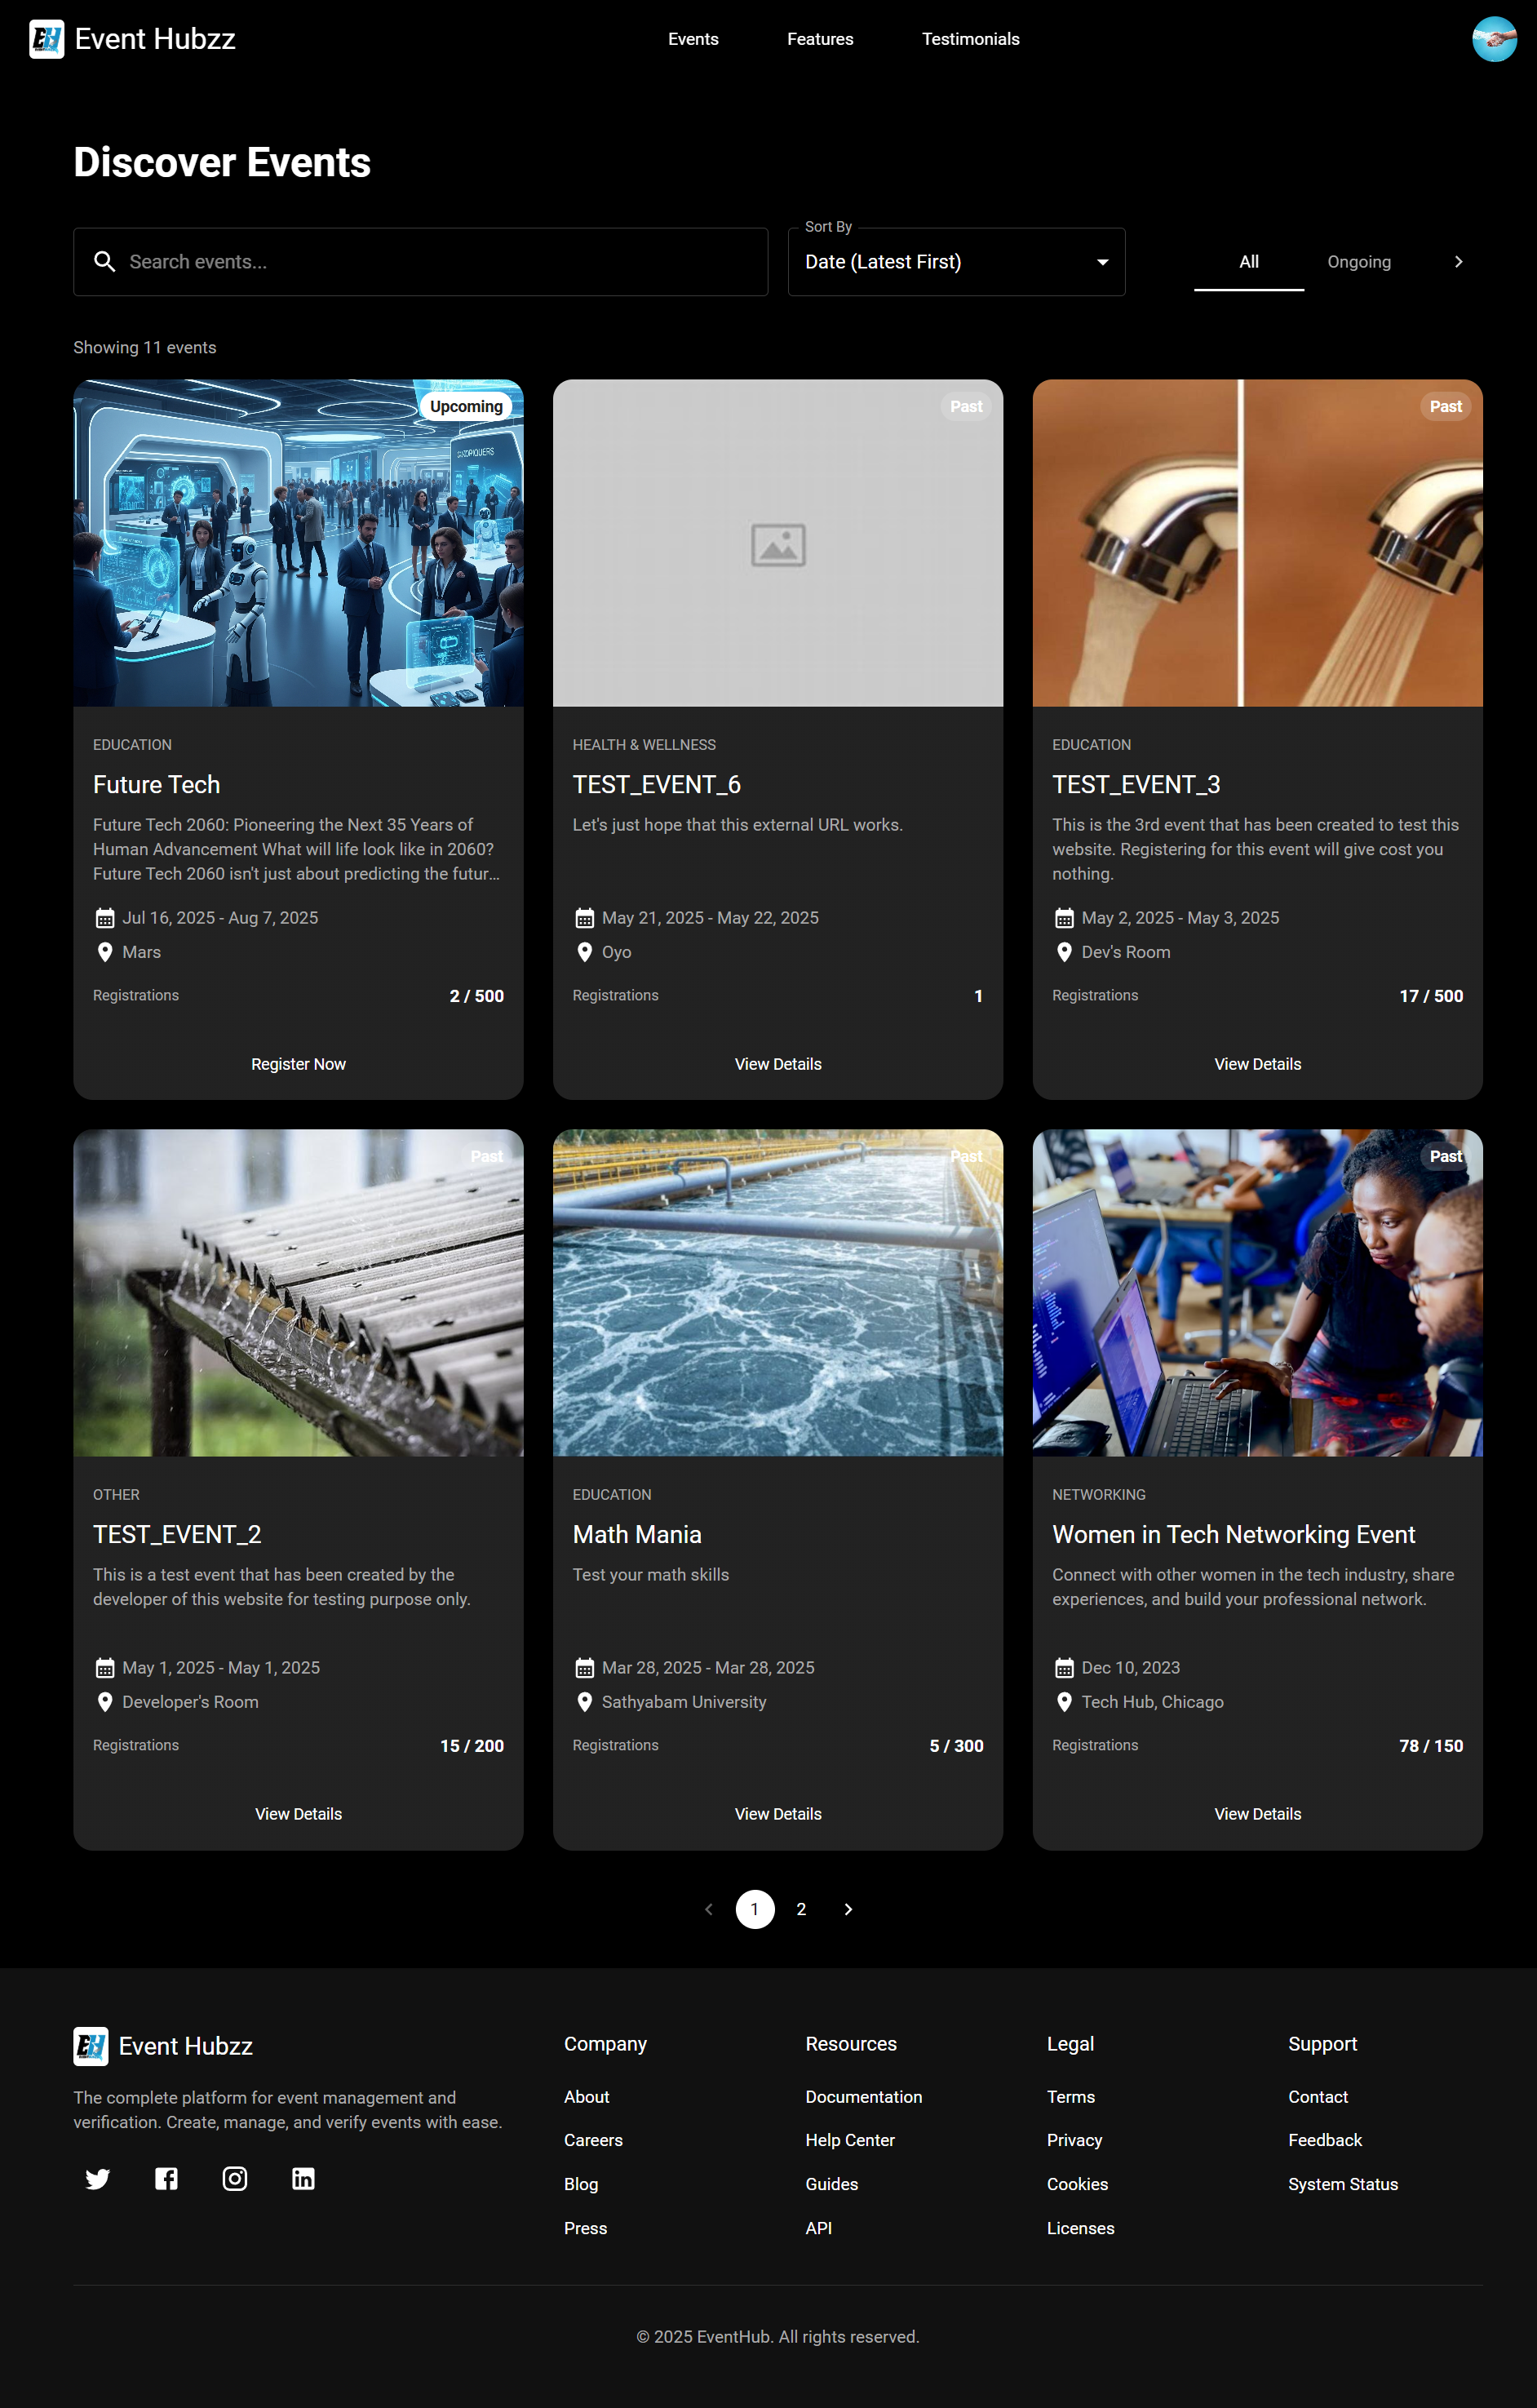 Event Hubzz
Events
Features
Testimonials
Discover Events
Search events...
Sort By
Date (Latest First)
All
Ongoing
Showing 11 events
Upcoming
EDUCATION
Future Tech
Future Tech 2060: Pioneering the Next 35 Years of
Human Advancement What will life look like in 2060?
Future Tech 2060 isn't just about predicting the futur...
Jul 16, 2025 - Aug 7, 2025
Mars
Registrations
2 / 500
Register Now
Past
HEALTH & WELLNESS
TEST_EVENT_6
Let's just hope that this external URL works.
May 21, 2025 - May 22, 2025
Oyo
Registrations
1
View Details
Past
EDUCATION
TEST_EVENT_3
This is the 3rd event that has been created to test this
website. Registering for this event will give cost you
nothing.
May 2, 2025 - May 3, 2025
Dev's Room
Registrations
17 / 500
View Details
Past
OTHER
TEST_EVENT_2
This is a test event that has been created by the
developer of this website for testing purpose only.
May 1, 2025 - May 1, 2025
Developer's Room
Registrations
15 / 200
View Details
Past
EDUCATION
Math Mania
Test your math skills
Mar 28, 2025 - Mar 28, 2025
Sathyabam University
Registrations
5 / 300
View Details
Past
NETWORKING
Women in Tech Networking Event
Connect with other women in the tech industry, share
experiences, and build your professional network.
Dec 10, 2023
Tech Hub, Chicago
Registrations
78 / 150
View Details
1
2
Event Hubzz
The complete platform for event management and
verification. Create, manage, and verify events with ease.
Company
About
Careers
Blog
Press
Resources
Documentation
Help Center
Guides
API
Legal
Terms
Privacy
Cookies
Licenses
Support
Contact
Feedback
System Status
© 2025 EventHub. All rights reserved.